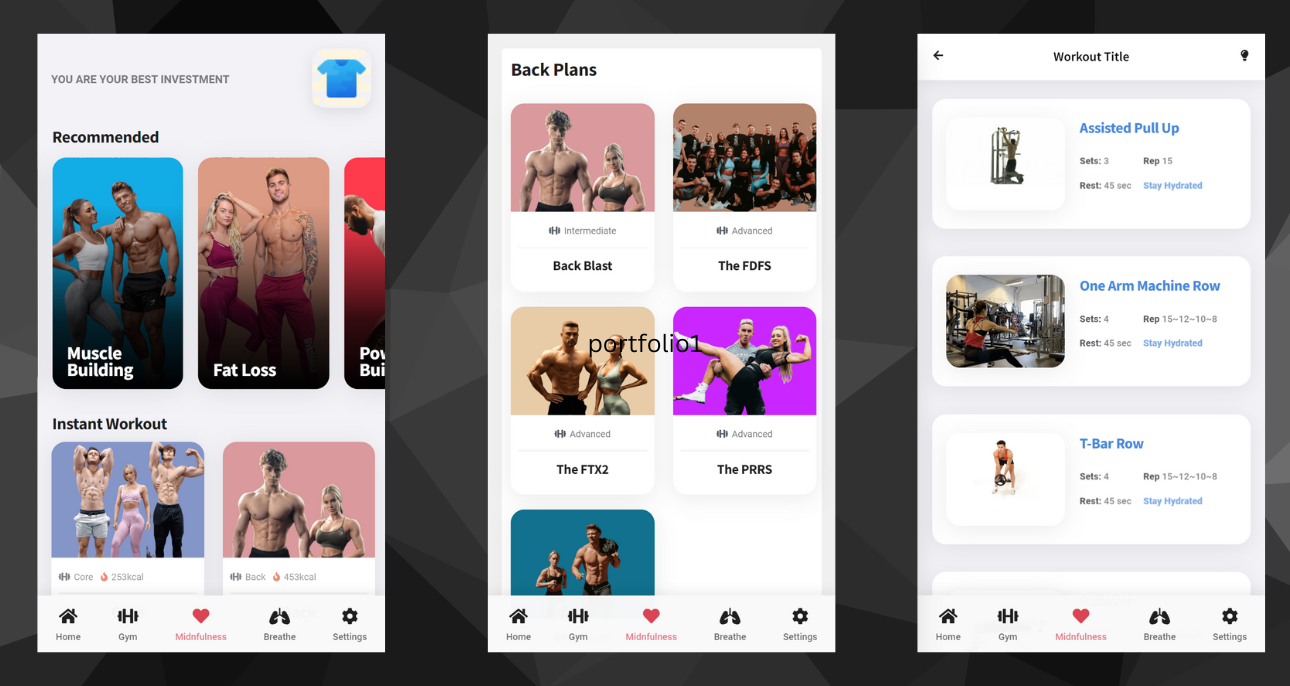 YOU ARE YOUR BEST INVESTMENT
Recommended
Muscle
Building
Fat Loss
Instant Workout
Core 253kcal
Back 453kcal
Home Gym Midnfulness Breathe Settings
Back Plans
Intermediate
Back Blast
Advanced
The FDFS
Advanced
The FTX2
Advanced
The PRRS
portfolio1
Home Gym Midnfulness Breathe Settings
Workout Title
Assisted Pull Up
Sets: 3 Rep 15
Rest: 45 sec Stay Hydrated
One Arm Machine Row
Sets: 4 Rep 15~12~10~8
Rest: 45 sec Stay Hydrated
T-Bar Row
Sets: 4 Rep 15~12~10~8
Rest: 45 sec Stay Hydrated
Home Gym Midnfulness Breathe Settings